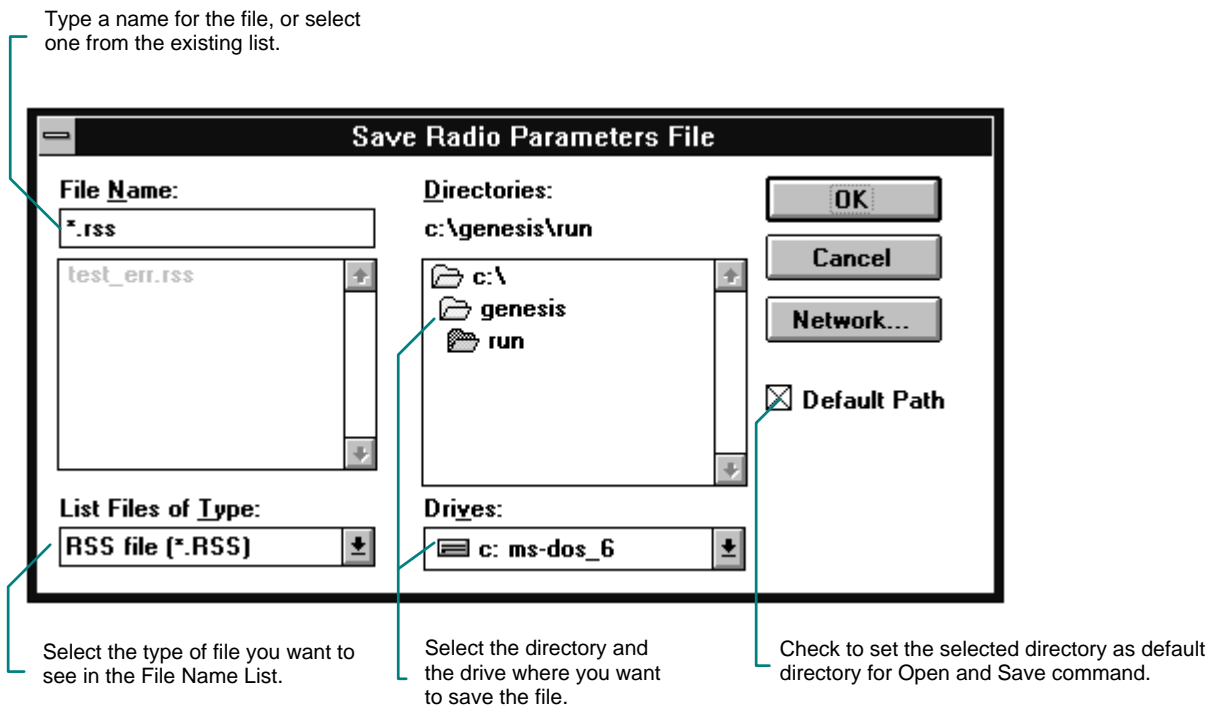 Type a name for the file, or select
one from the existing list.
Save Radio Parameters File
File Name:
*.rss
test_err.rss
List Files of Type:
RSS file (*.RSS)
Directories:
c:\genesis\run
c:\
genesis
run
Drives:
c: ms-dos_6
OK
Cancel
Network...
Default Path
Select the type of file you want to
see in the File Name List.
Select the directory and
the drive where you want
to save the file.
Check to set the selected directory as default
directory for Open and Save command.